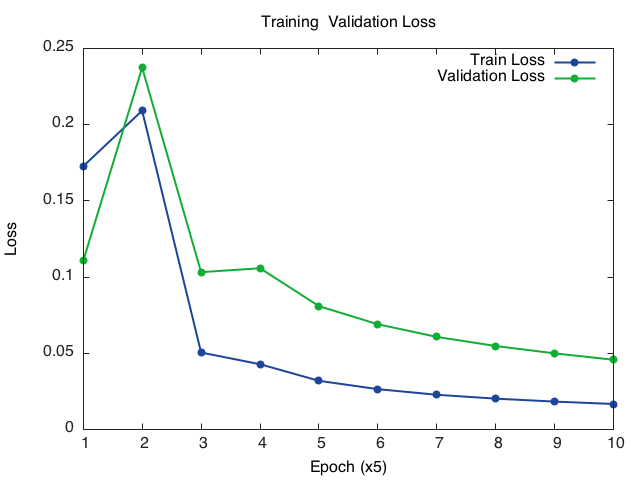 Training  Validation Loss
Train Loss
Validation Loss
0.25
0.2
0.15
0.1
0.05
0
Loss
1 2 3 4 5 6 7 8 9 10
Epoch (x5)